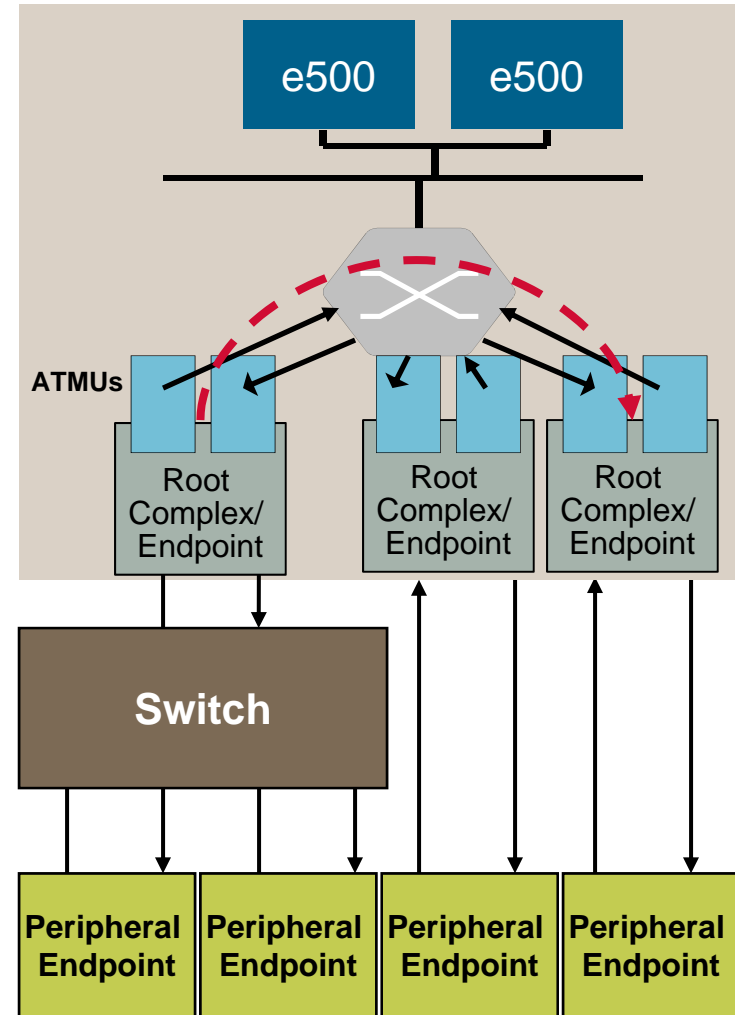 e500
e500
ATMUs
Root
Complex/
Endpoint
Root
Complex/
Endpoint
Root
Complex/
Endpoint
Switch
Peripheral
Endpoint
Peripheral
Endpoint
Peripheral
Endpoint
Peripheral
Endpoint